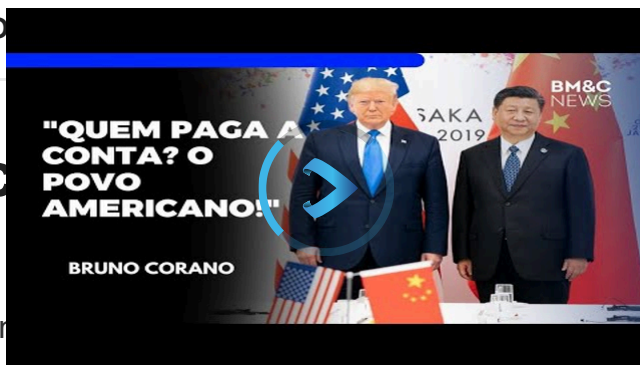 BM&C
NEWS
"QUEM PAGA A
CONTA? O
POVO
AMERICANO!"
SAKA
2019
BRUNO CORANO